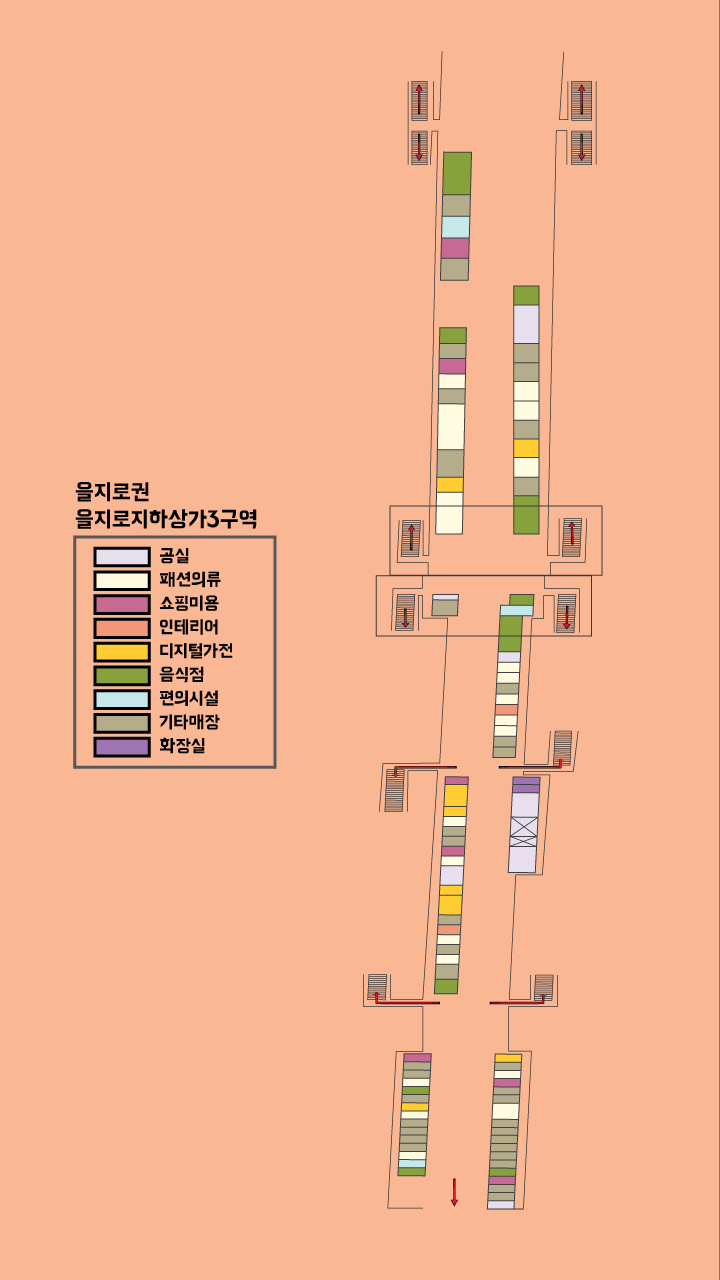 을지로권
을지로지하상가3구역
공실
패션의류
쇼핑미용
인테리어
디지털가전
음식점
편의시설
기타매장
화장실